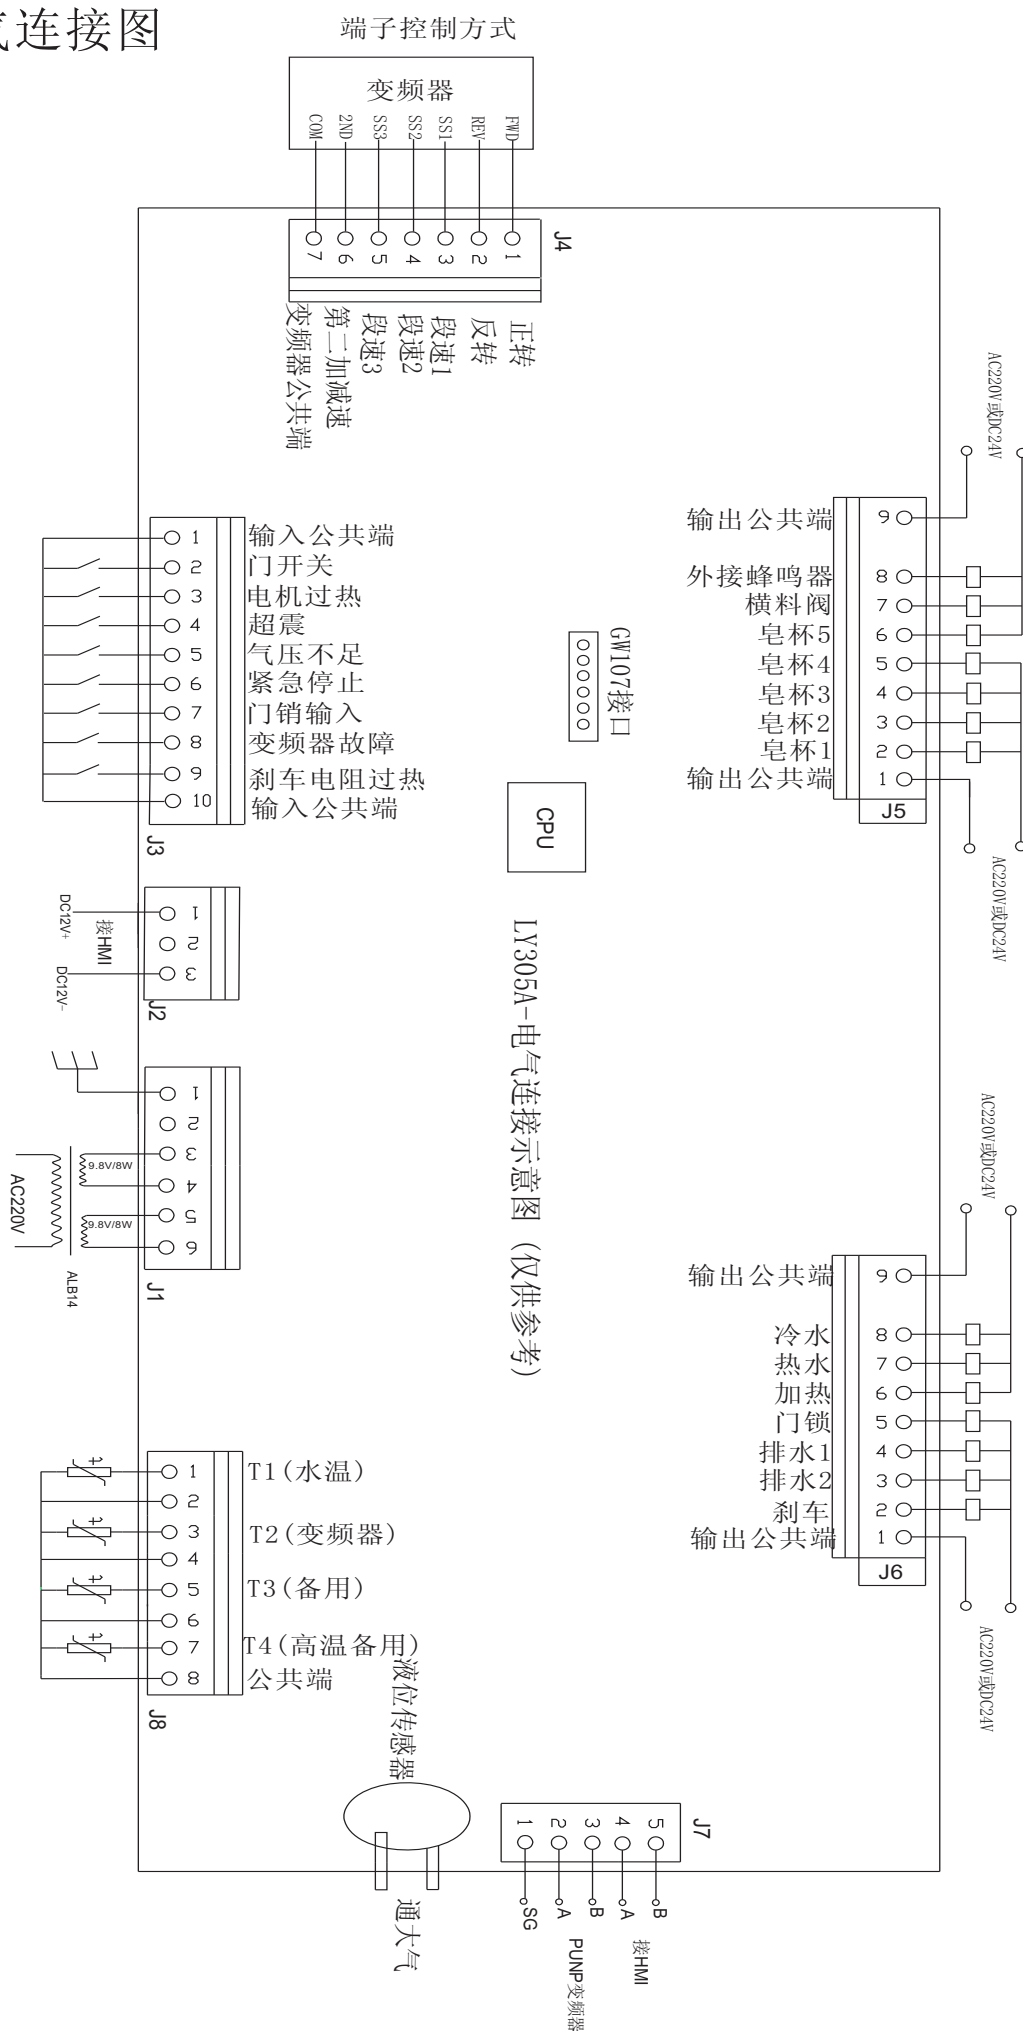 连接图
端子控制方式
变频器
COM 2ND SS3 SS2 SS1 REV FWD
J4
7 6 5 4 3 2 1
正转
反转
段速1
段速2
段速3
第二加减速
变频器公共端
1 输入公共端
2 门开关
3 电机过热
4 超震
5 气压不足
6 紧急停止
7 门销输入
8 变频器故障
9 刹车电阻过热
10 输入公共端
J3
GW107接口
CPU
LY305A-电气连接示意图 (仅供参考)
AC220V或DC24V
输出公共端 9
外接蜂鸣器 8
横料阀 7
皂杯5 6
皂杯4 5
皂杯3 4
皂杯2 3
皂杯1 2
输出公共端 1
J5
AC220V或DC24V
1
2
3
DC12V+
接HMI
DC12V-
J2
1
2
3
4
5
6
9.8V/8W
9.8V/8W
AC220V
ALB14
J1
AC220V或DC24V
输出公共端 9
冷水 8
热水 7
加热 6
门锁 5
排水1 4
排水2 3
刹车 2
输出公共端 1
J6
AC220V或DC24V
t
1 T1(水温)
2
t
3 T2(变频器)
4
t
5 T3(备用)
6
t
7 T4(高温备用)
8 公共端
J8
液位传感器
通大气
J7
1 2 3 4 5
SG A B A B
接HMI
PUNP变频器